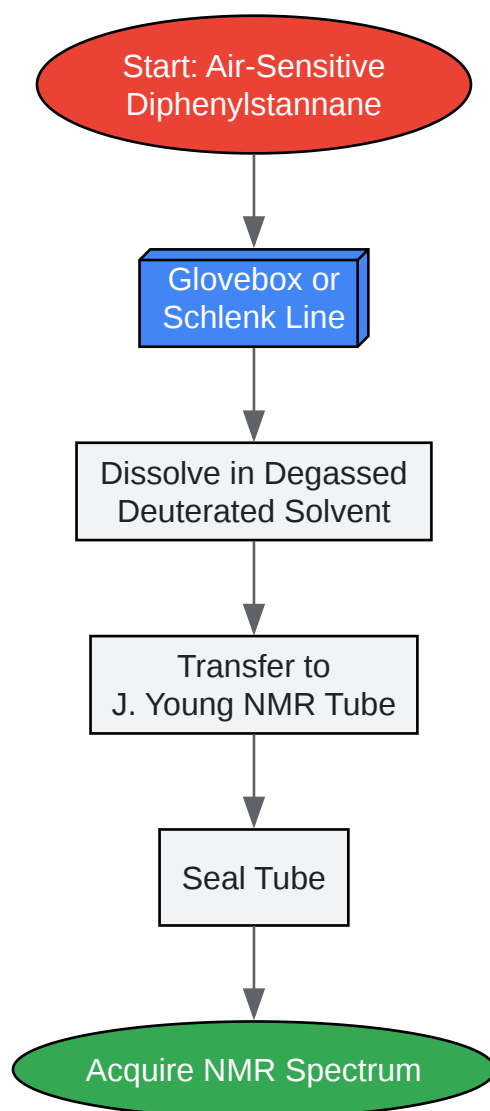 Start: Air-Sensitive
Diphenylstannane
Glovebox or
Schlenk Line
Dissolve in Degassed
Deuterated Solvent
Transfer to
J. Young NMR Tube
Seal Tube
Acquire NMR Spectrum